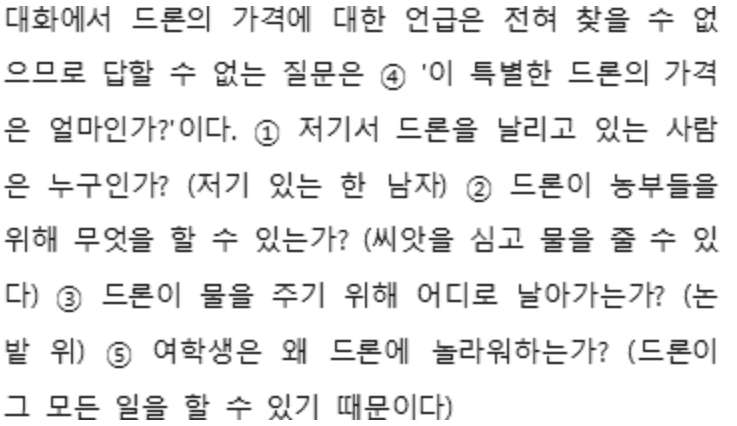 대화에서 드론의 가격에 대한 언급은 전혀 찾을 수 없
으므로 답할 수 없는 질문은 ④ '이 특별한 드론의 가격
은 얼마인가?'이다. ① 저기서 드론을 날리고 있는 사람
은 누구인가? (저기 있는 한 남자) ② 드론이 농부들을
위해 무엇을 할 수 있는가? (씨앗을 심고 물을 줄 수 있
다) ③ 드론이 물을 주기 위해 어디로 날아가는가? (논
밭 위) ⑤ 여학생은 왜 드론에 놀라워하는가? (드론이
그 모든 일을 할 수 있기 때문이다)